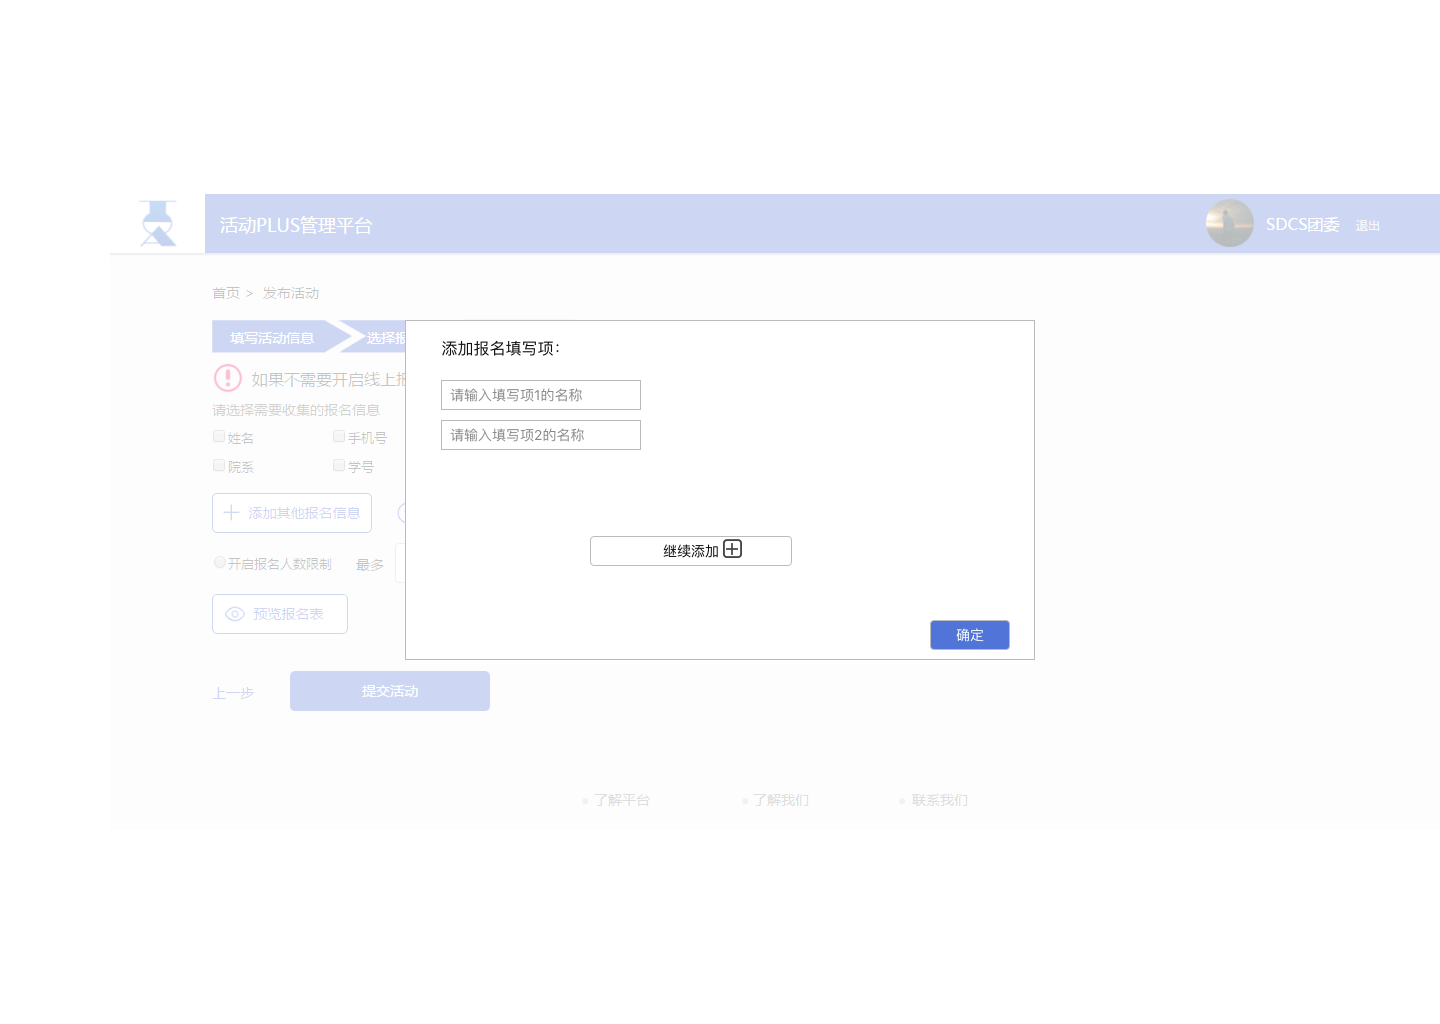 活动PLUS管理平台
SDCS团委 退出
首页 > 发布活动
填写活动信息
选择报
如果不需要开启线上报
请选择需要收集的报名信息
姓名 手机号
院系 学号
添加其他报名信息
开启报名人数限制 最多
预览报名表
上一步 提交活动
添加报名填写项：
请输入填写项1的名称
请输入填写项2的名称
继续添加
确定
了解平台 了解我们 联系我们